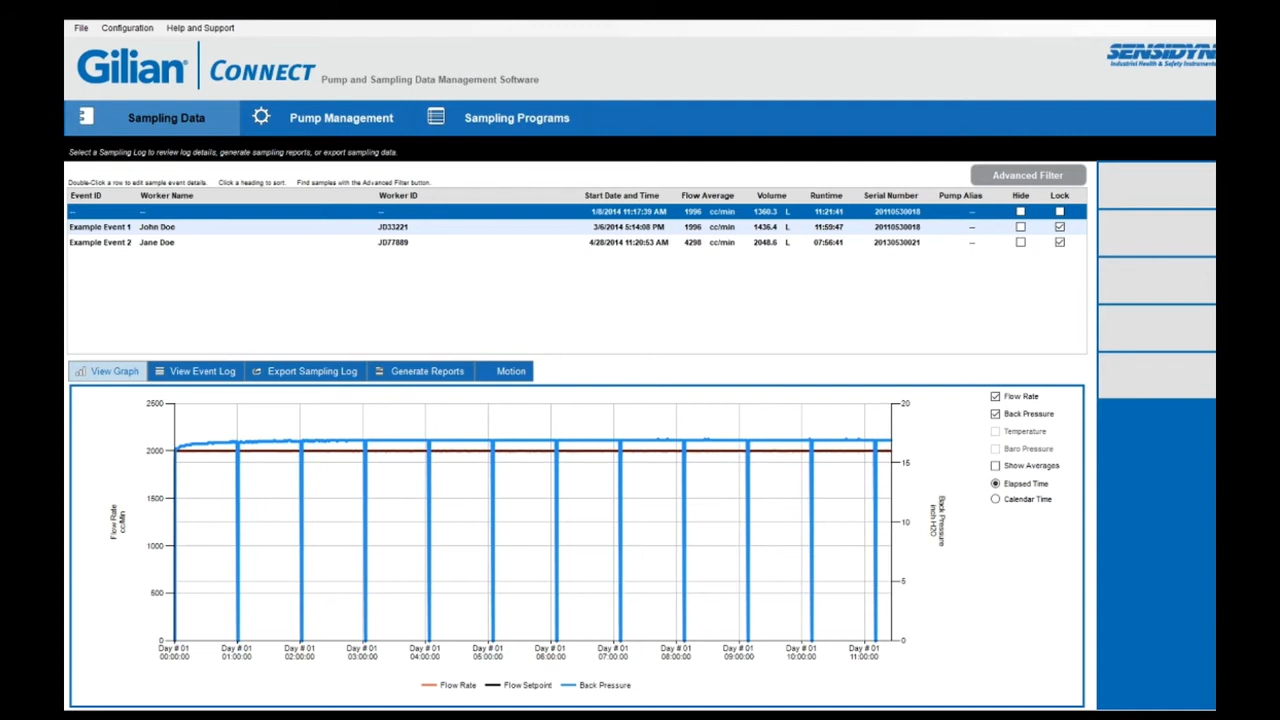 File Configuration Help and Support
Gilian® CONNECT Pump and Sampling Data Management Software
SENSIDYN
Industrial Health & Safety Instruments
Sampling Data Pump Management Sampling Programs
Select a Sampling Log to review log details, generate sampling reports, or export sampling data.
Advanced Filter
Double-Click a row to edit sample event details. Click a heading to sort. Find samples with the Advanced Filter button.
Event ID Worker Name Worker ID Start Date and Time Flow Average Volume Runtime Serial Number Pump Alias Hide Lock
-- -- -- 1/8/2014 11:17:39 AM 1996 cc/min 1360.3 L 11:21:41 20110530018 --
Example Event 1 John Doe JD33221 3/6/2014 5:14:08 PM 1996 cc/min 1436.4 L 11:59:47 20110530018 --
Example Event 2 Jane Doe JD77889 4/28/2014 11:20:53 AM 4298 cc/min 2048.6 L 07:56:41 20130530021 --
View Graph View Event Log Export Sampling Log Generate Reports Motion
2500
2000
1500
1000
500
0
Flow Rate
cc/Min
20
15
10
5
0
Back Pressure
inch H2O
Day # 01 Day # 01 Day # 01 Day # 01 Day # 01 Day # 01 Day # 01 Day # 01 Day # 01 Day # 01 Day # 01 Day # 01
00:00:00 01:00:00 02:00:00 03:00:00 04:00:00 05:00:00 06:00:00 07:00:00 08:00:00 09:00:00 10:00:00 11:00:00
Flow Rate Flow Setpoint Back Pressure
Flow Rate
Back Pressure
Temperature
Baro Pressure
Show Averages
Elapsed Time
Calendar Time